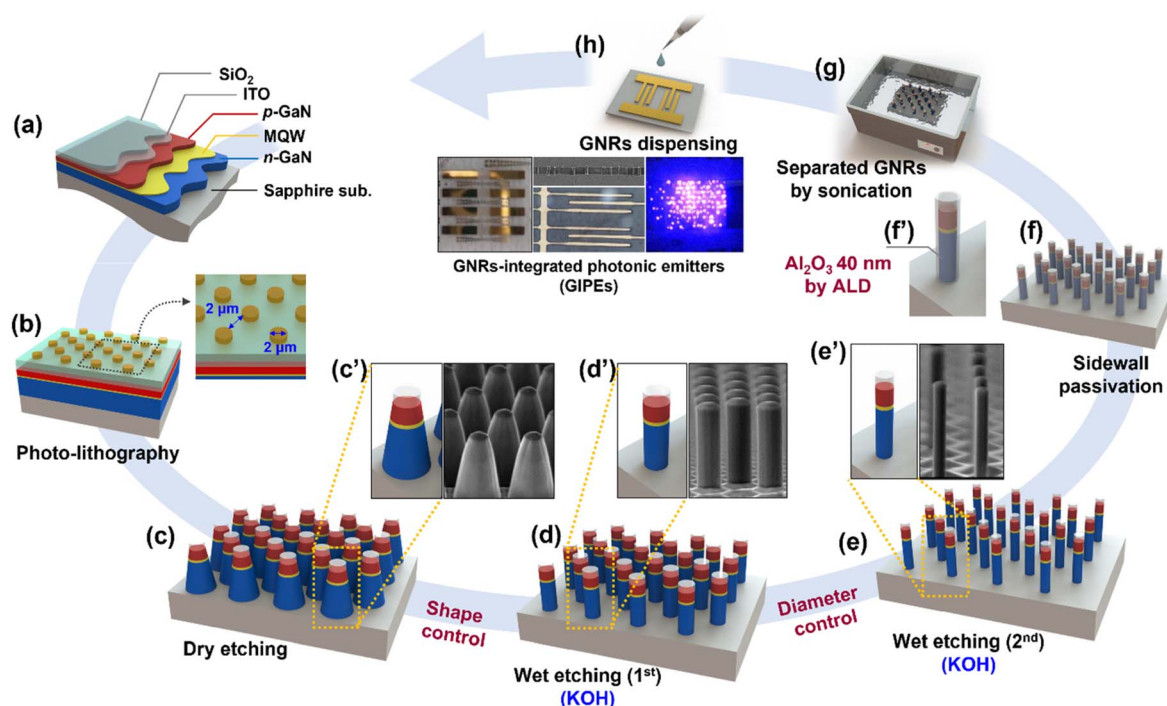 (a)
SiO2
ITO
p-GaN
MQW
n-GaN
Sapphire sub.
(b)
2 μm
2 μm
Photo-lithography
(c)
(c')
Dry etching
Shape
control
(d)
(d')
Wet etching (1st)
(KOH)
Diameter
control
(e)
(e')
Wet etching (2nd)
(KOH)
(f)
(f')
Al2O3 40 nm
by ALD
Sidewall
passivation
(g)
Separated GNRs
by sonication
(h)
GNRs dispensing
GNRs-integrated photonic emitters
(GIPEs)